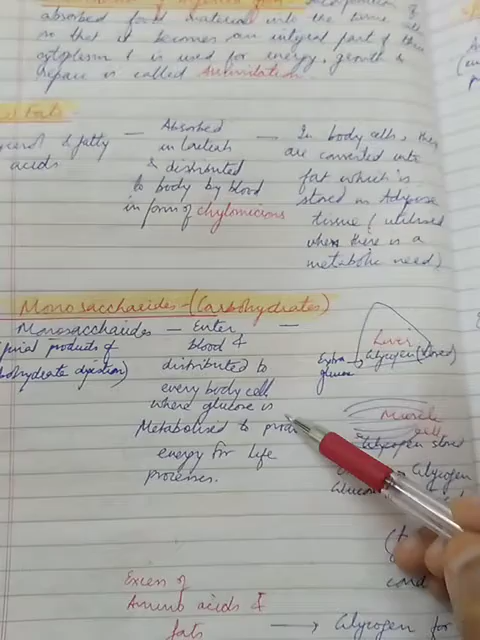 absorbed food material into the tissue
so that it becomes an integral part of the
cytoplasm & is used for energy, growth &
repair is called Assimilation.
Fats
& fatty
acids
— Absorbed
in lacteals
& distributed
to body by blood
in form of chylomicrons
— In body cells, they
are converted into
fat which is
stored in Adipose
tissue (utilised
when there is a
metabolic need)
Monosaccharides - (Carbohydrates)
Monosaccharides — Enter —
products of
digestion)
blood &
distributed to
every body cell
where glucose is
Metabolised to
energy for life
processes.
Liver
Extra
glucose
Glycogen (stored)
Muscle
cell
Glycogen stored
Glycogen
Excess of
Amino acids &
fats
→ Glycogen